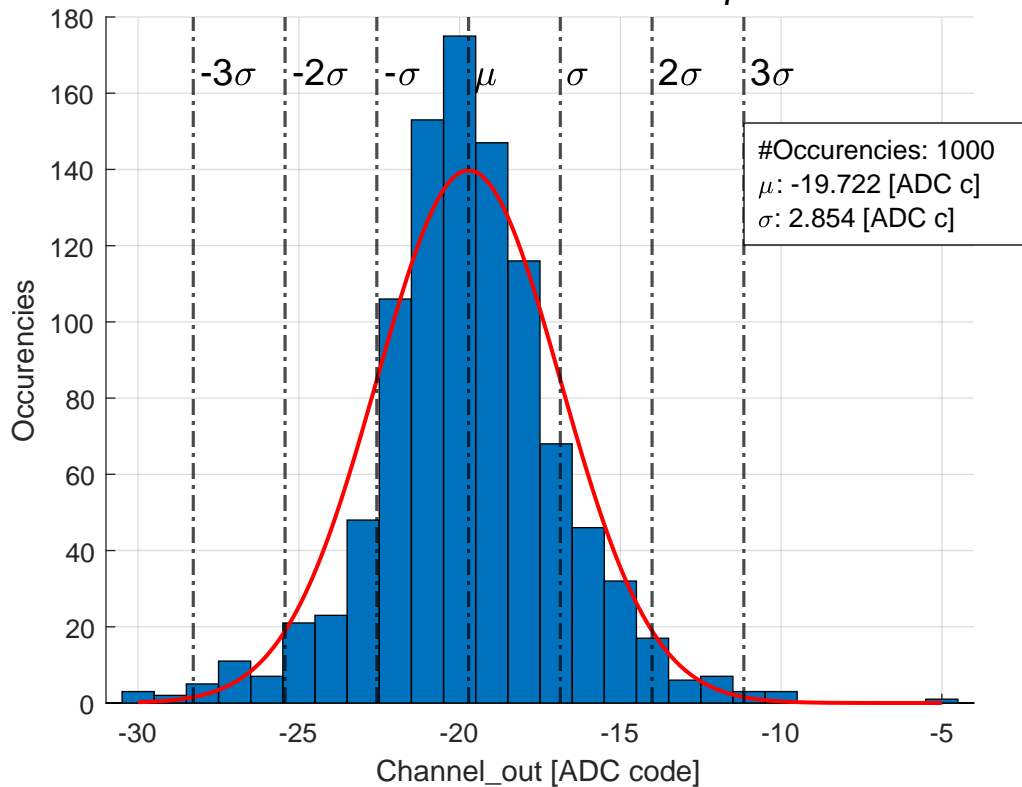 180
160
140
120
100
80
60
40
20
0
Occurencies
-3σ
-2σ
-σ
μ
σ
2σ
3σ
#Occurencies: 1000
μ: -19.722 [ADC c]
σ: 2.854 [ADC c]
-30
-25
-20
-15
-10
-5
Channel_out [ADC code]